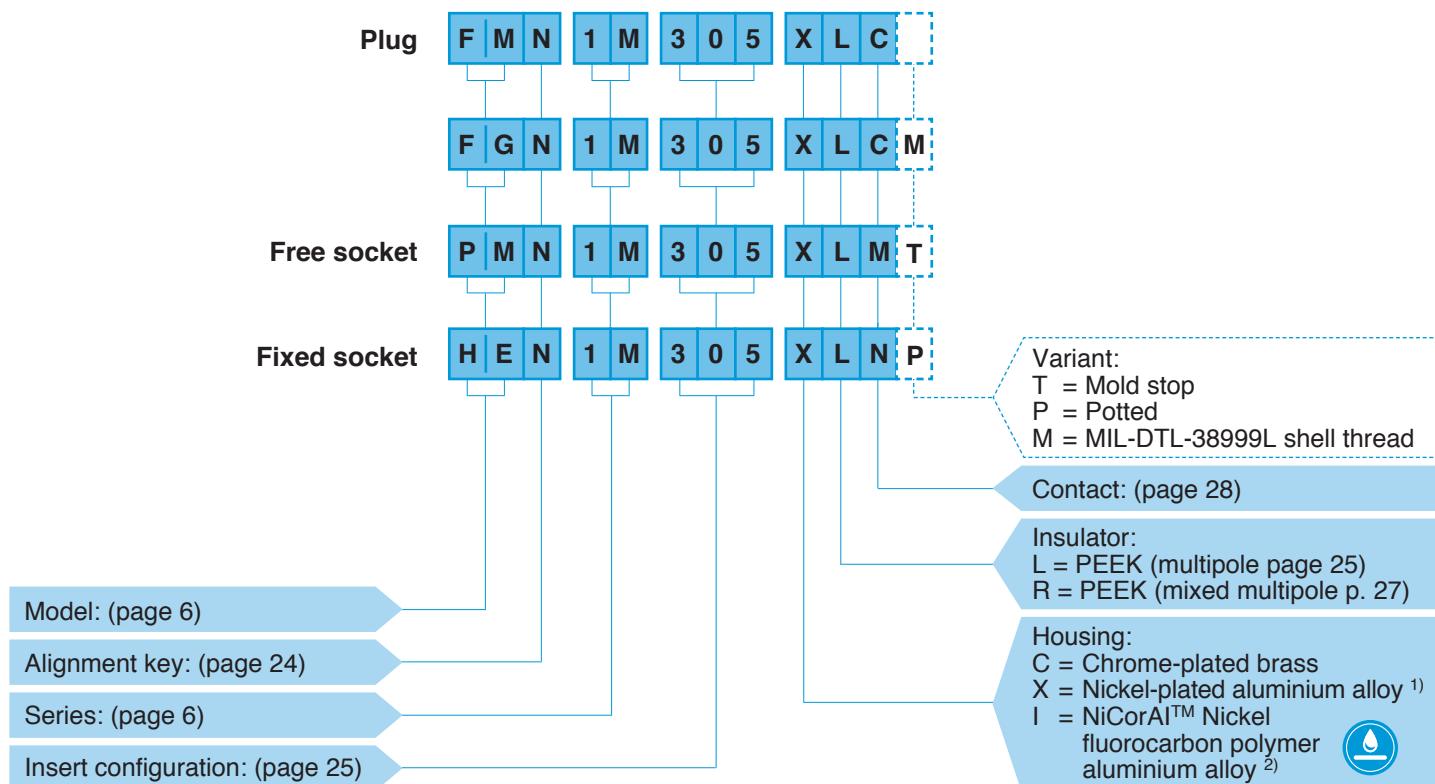 Plug F M N 1 M 3 0 5 X L C
F G N 1 M 3 0 5 X L C M
Free socket P M N 1 M 3 0 5 X L M T
Fixed socket H E N 1 M 3 0 5 X L N P
Variant:
T = Mold stop
P = Potted
M = MIL-DTL-38999L shell thread
Contact: (page 28)
Insulator:
L = PEEK (multipole page 25)
R = PEEK (mixed multipole p. 27)
Housing:
C = Chrome-plated brass
X = Nickel-plated aluminium alloy 1)
I = NiCorAl™ Nickel
fluorocarbon polymer
aluminium alloy 2)
Model: (page 6)
Alignment key: (page 24)
Series: (page 6)
Insert configuration: (page 25)